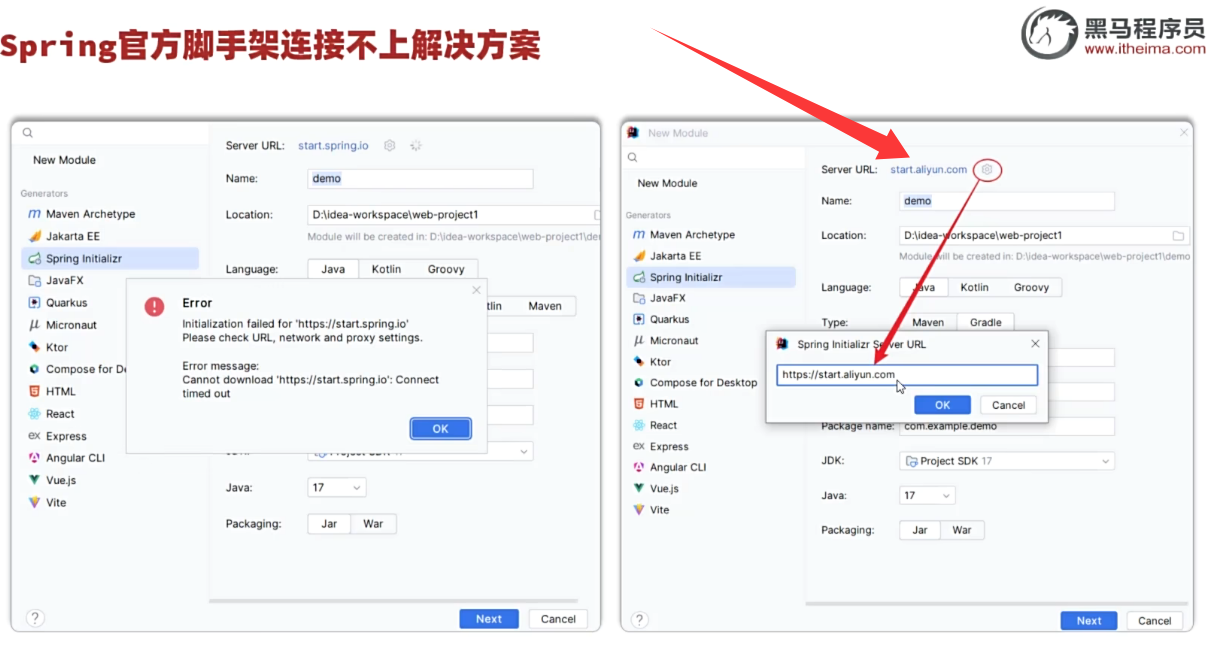 Spring官方脚手架连接不上解决方案
黑马程序员
www.itheima.com
New Module
Generators
Maven Archetype
Jakarta EE
Spring Initializr
JavaFX
Quarkus
Micronaut
Ktor
Compose for De
HTML
React
Express
Angular CLI
Vue.js
Vite
Server URL: start.spring.io
Name: demo
Location: D:\idea-workspace\web-project1
Module will be created in: D:\idea-workspace\web-project1\de
Language: Java Kotlin Groovy
Maven
Error
Initialization failed for 'https://start.spring.io'
Please check URL, network and proxy settings.
Error message:
Cannot download 'https://start.spring.io': Connect
timed out
OK
Java: 17
Packaging: Jar War
? Next Cancel
New Module
New Module
Generators
Maven Archetype
Jakarta EE
Spring Initializr
JavaFX
Quarkus
Micronaut
Ktor
Compose for Desktop
HTML
React
Express
Angular CLI
Vue.js
Vite
Server URL: start.aliyun.com
Name: demo
Location: D:\idea-workspace\web-project1
Module will be created in: D:\idea-workspace\web-project1\demo
Language: Java Kotlin Groovy
Type: Maven Gradle
Spring Initializr Server URL
https://start.aliyun.com
OK Cancel
Package name: com.example.demo
JDK: Project SDK 17
Java: 17
Packaging: Jar War
? Next Cancel